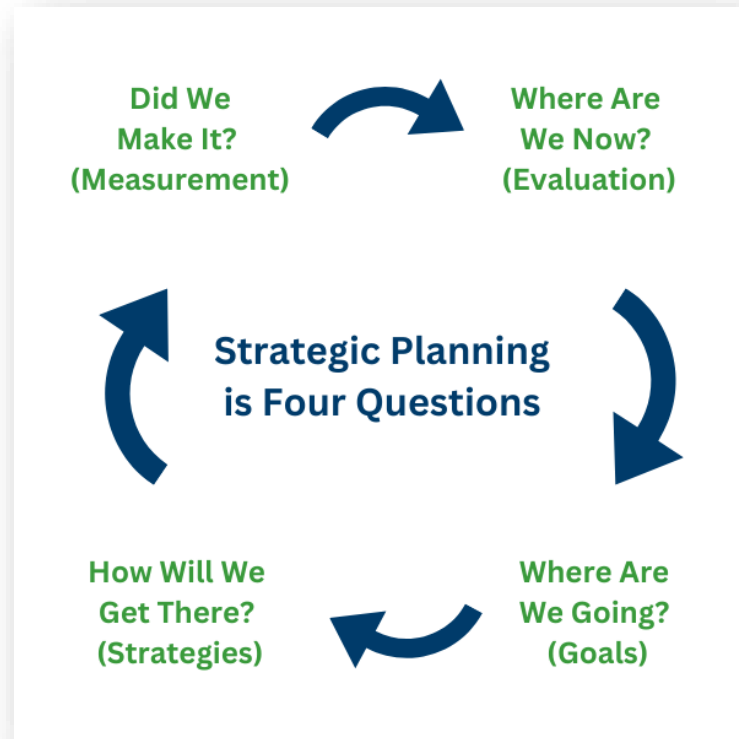 Did We
Make It?
(Measurement)
Where Are
We Now?
(Evaluation)
Strategic Planning
is Four Questions
How Will We
Get There?
(Strategies)
Where Are
We Going?
(Goals)